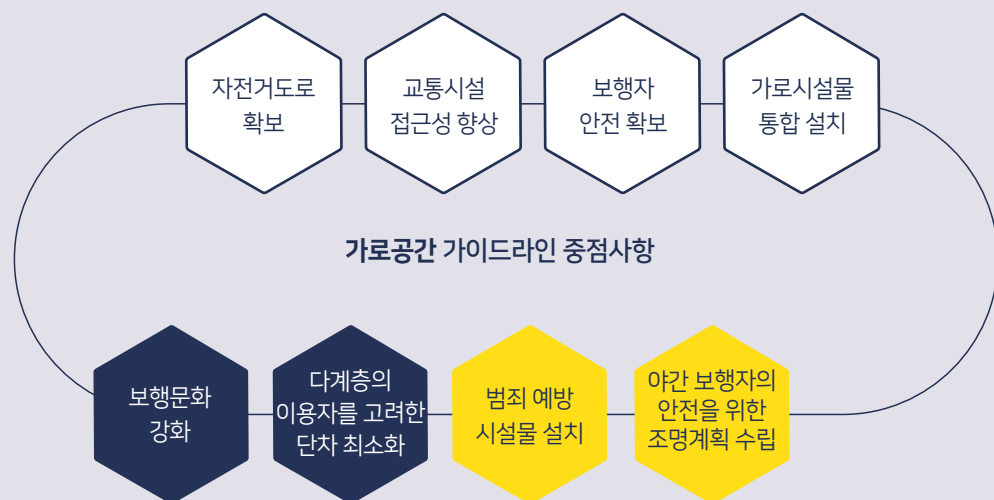 자전거도로
확보
교통시설
접근성 향상
보행자
안전 확보
가로시설물
통합 설치
가로공간 가이드라인 중점사항
보행문화
강화
다계층의
이용자를 고려한
단차 최소화
범죄 예방
시설물 설치
야간 보행자의
안전을 위한
조명계획 수립